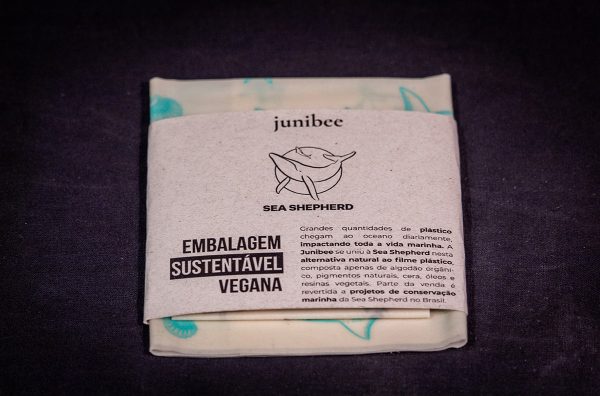 junibee
SEA SHEPHERD
EMBALAGEM
SUSTENTÁVEL
VEGANA
Grandes quantidades de plástico
chegam ao oceano diariamente,
impactando toda a vida marinha. A
Junibee se uniu à Sea Shepherd nesta
alternativa natural ao filme plástico,
composta apenas de algodão orgâni-
co, pigmentos naturais, cera, óleos e
resinas vegetais. Parte da venda é
revertida a projetos de conservação
marinha da Sea Shepherd no Brasil.